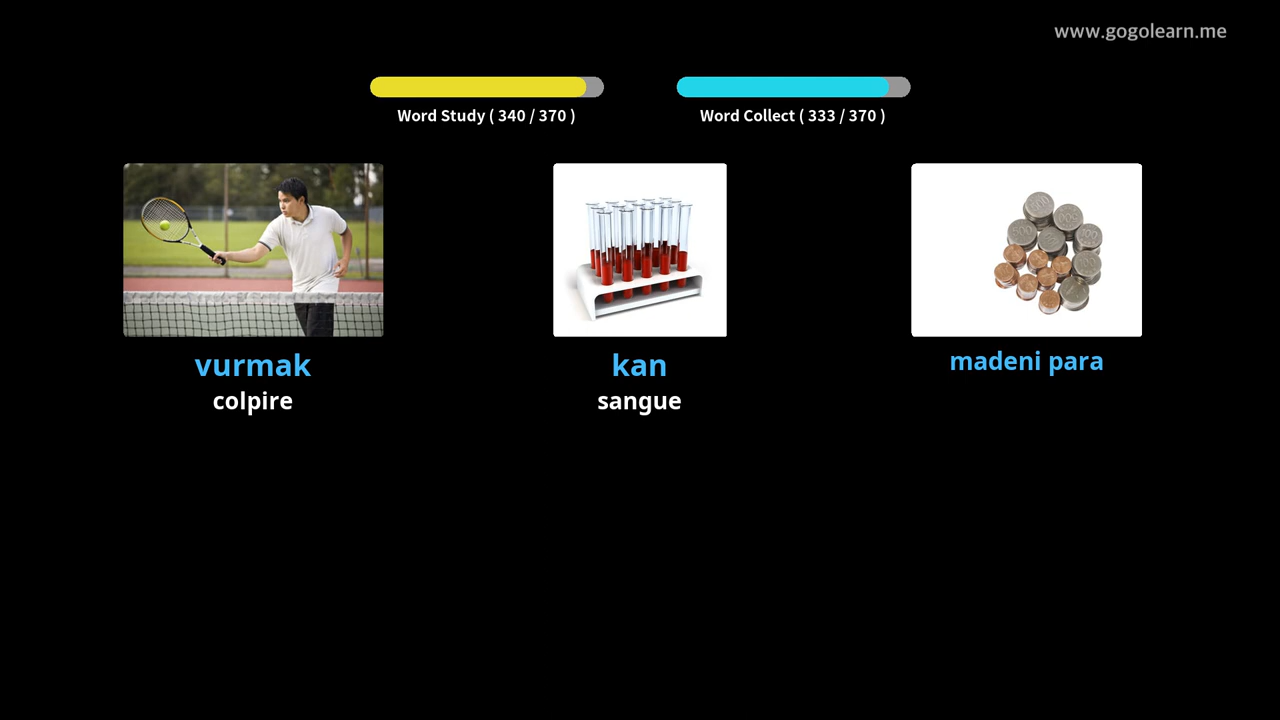 www.gogolearn.me
Word Study ( 340 / 370 )
Word Collect ( 333 / 370 )
vurmak
colpire
kan
sangue
madeni para